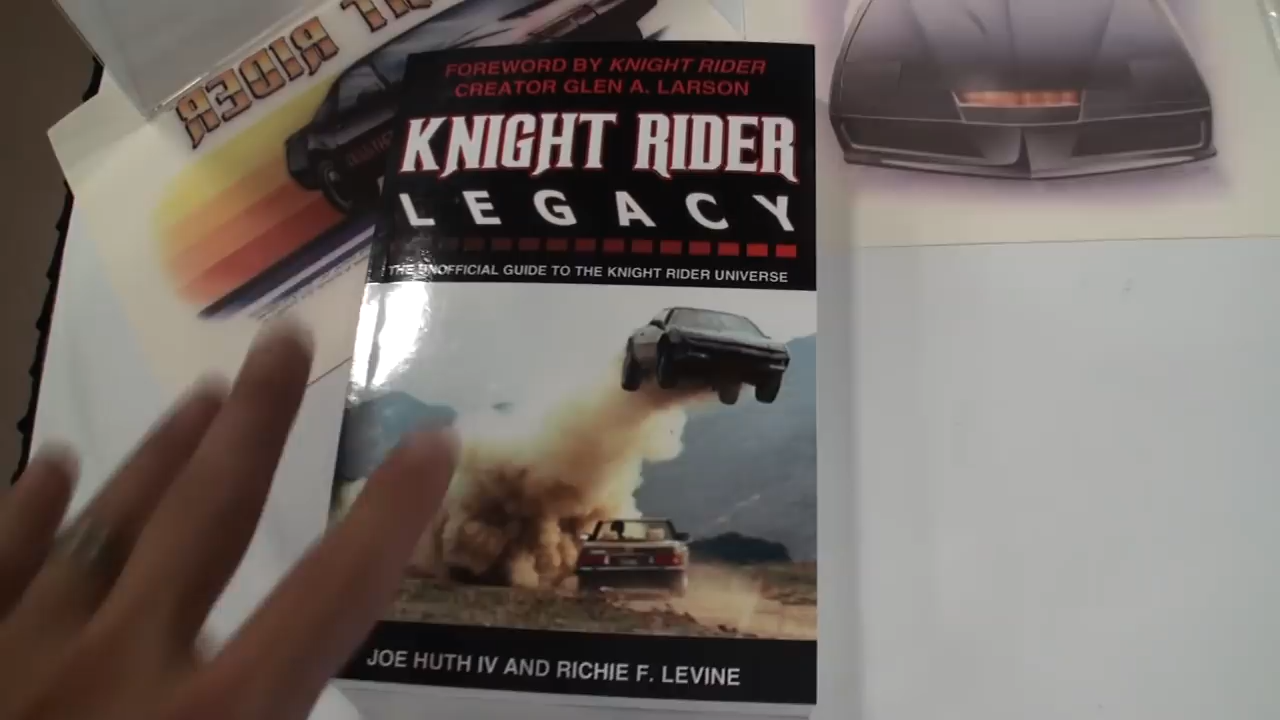 FOREWORD BY KNIGHT RIDER
CREATOR GLEN A. LARSON
KNIGHT RIDER
LEGACY
THE UNOFFICIAL GUIDE TO THE KNIGHT RIDER UNIVERSE
JOE HUTH IV AND RICHIE F. LEVINE
RIDER